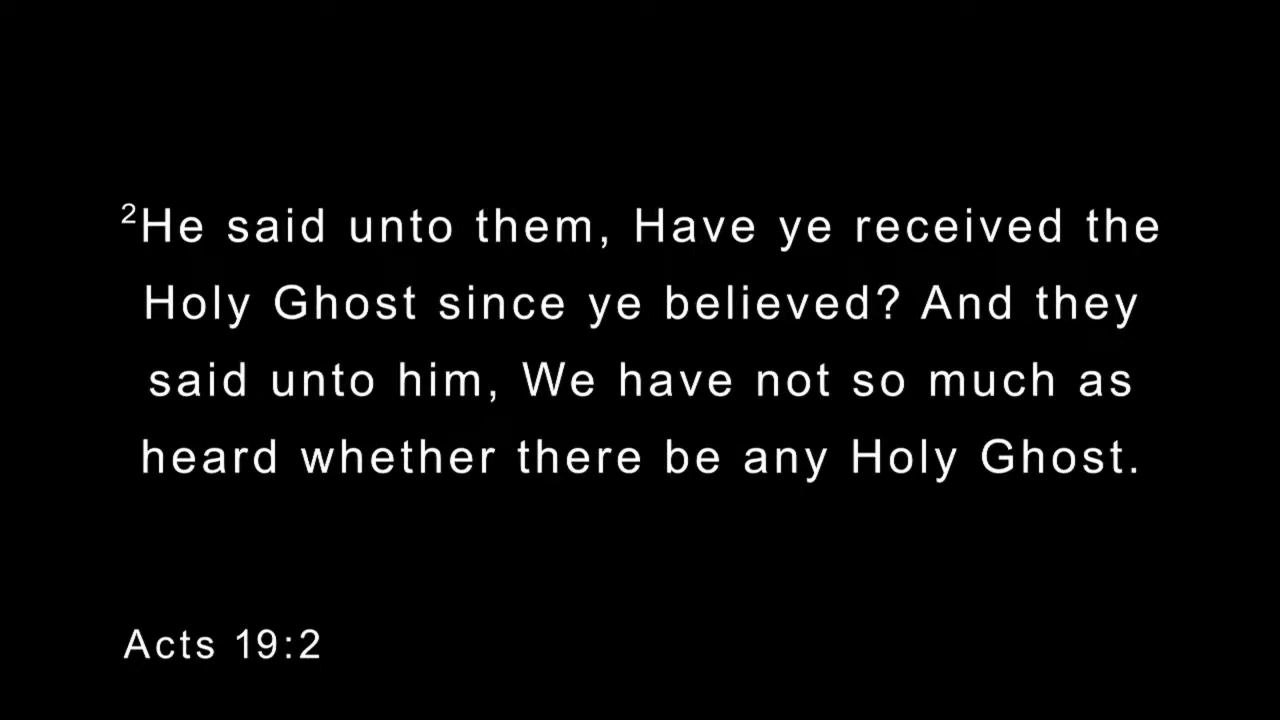 ²He said unto them, Have ye received the
Holy Ghost since ye believed? And they
said unto him, We have not so much as
heard whether there be any Holy Ghost.
Acts 19:2